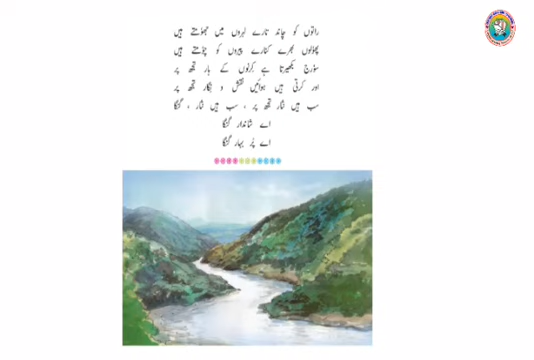 راتوں کو چاند تارے لہروں میں جھومتے ہیں
پھولوں بھرے کنارے پیروں کو چومتے ہیں
سورج بکھیرتا ہے کرنوں کے ہار تجھ پر
اور کرتی ہیں ہوائیں نقش و نگار تجھ پر
سب ہیں نثار تجھ پر ، سب ہیں نثار ، گنگا
اے شاندار گنگا
اے پُر بہار گنگا